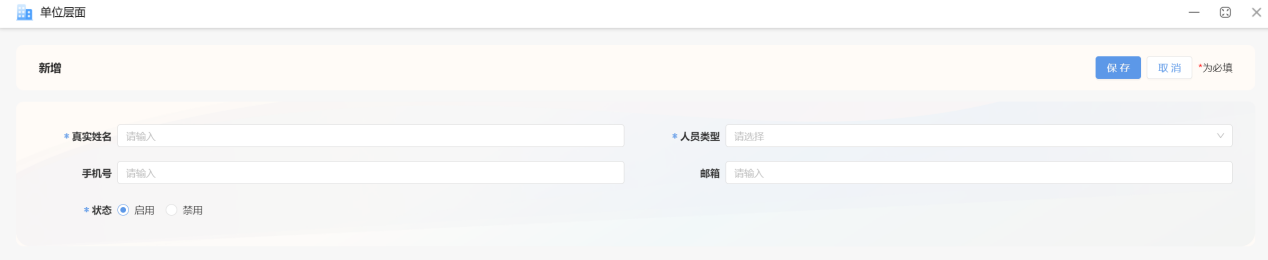 单位层面
新增 保存 取消 *为必填
*真实姓名 请输入 *人员类型 请选择
手机号 请输入 邮箱 请输入
*状态 启用 禁用